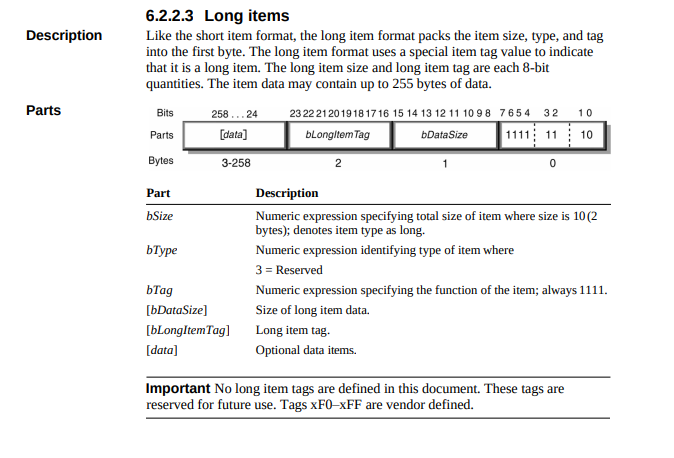 6.2.2.3 Long items
Description
Like the short item format, the long item format packs the item size, type, and tag
into the first byte. The long item format uses a special item tag value to indicate
that it is a long item. The long item size and long item tag are each 8-bit
quantities. The item data may contain up to 255 bytes of data.
Parts
Bits 258 . . . 24 23 22 21 20 19 18 17 16 15 14 13 12 11 10 9 8 7 6 5 4 3 2 1 0
Parts [data] bLongItemTag bDataSize 1111 11 10
Bytes 3-258 2 1 0
Part Description
bSize Numeric expression specifying total size of item where size is 10 (2
bytes); denotes item type as long.
bType Numeric expression identifying type of item where
3 = Reserved
bTag Numeric expression specifying the function of the item; always 1111.
[bDataSize] Size of long item data.
[bLongItemTag] Long item tag.
[data] Optional data items.
Important No long item tags are defined in this document. These tags are
reserved for future use. Tags xF0–xFF are vendor defined.